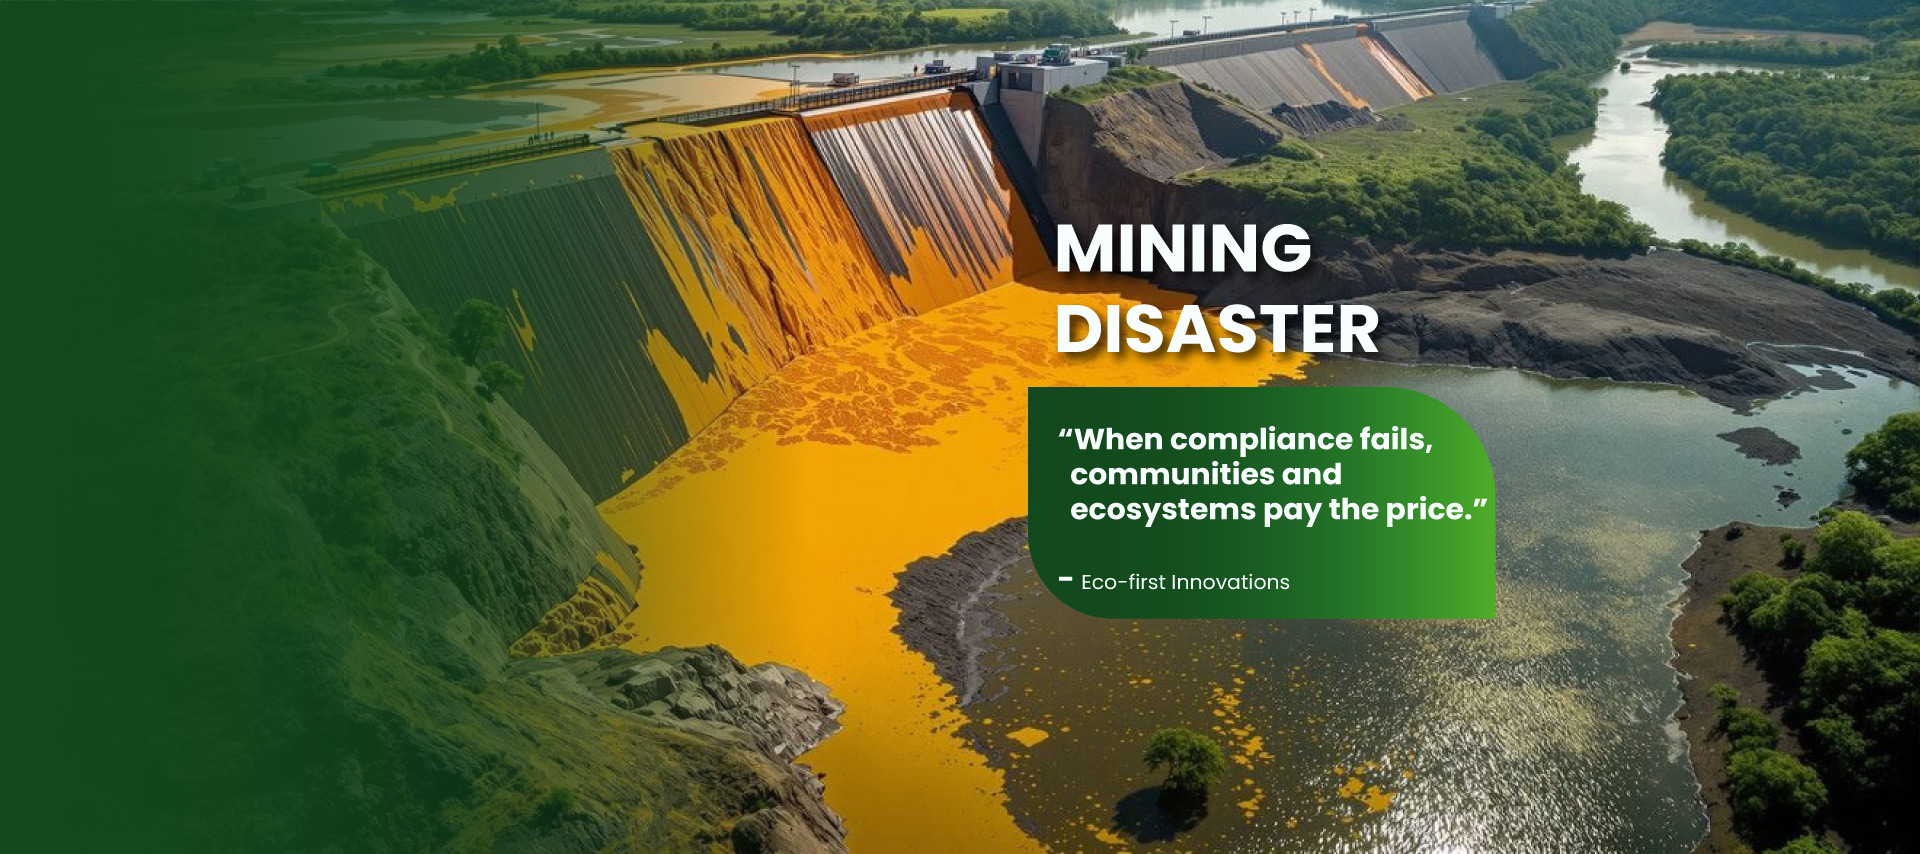 MINING
DISASTER
“When compliance fails,
communities and
ecosystems pay the price.”
- Eco-first Innovations